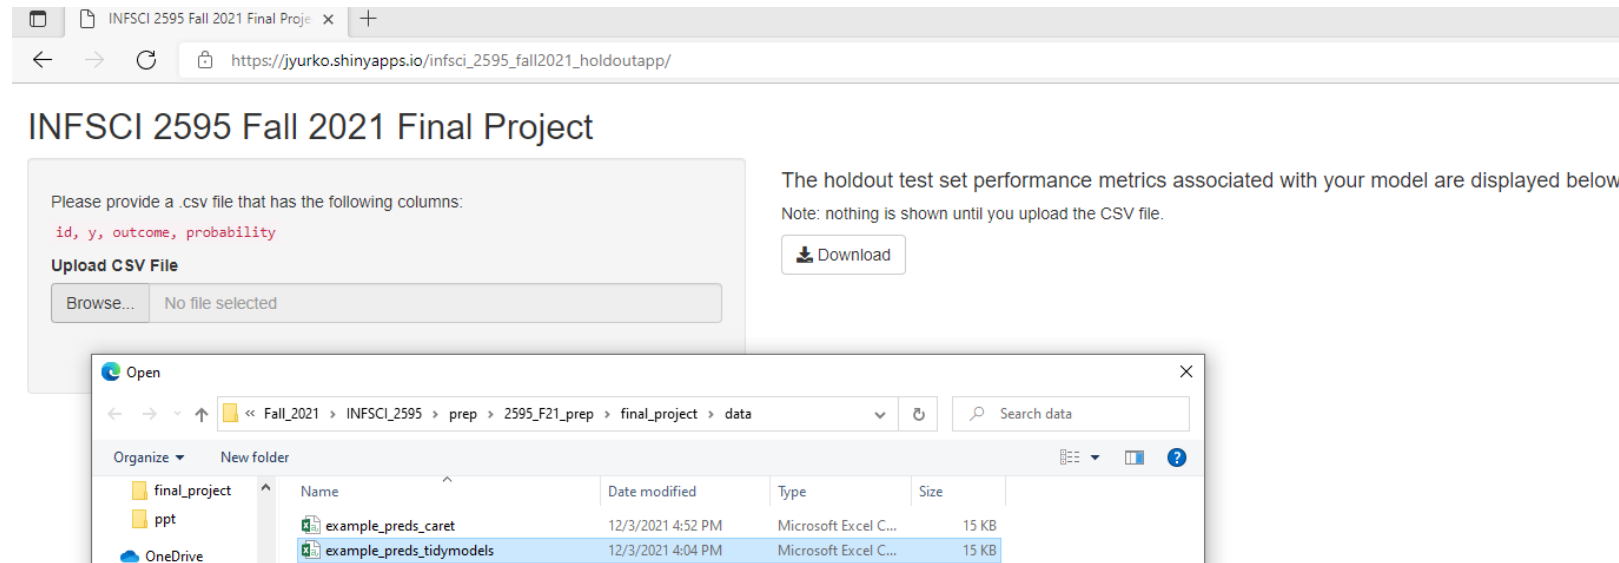 INFSCI 2595 Fall 2021 Final Proje
https://jyurko.shinyapps.io/infsci_2595_fall2021_holdoutapp/
INFSCI 2595 Fall 2021 Final Project
Please provide a .csv file that has the following columns:
id, y, outcome, probability
Upload CSV File
Browse... No file selected
The holdout test set performance metrics associated with your model are displayed below
Note: nothing is shown until you upload the CSV file.
Download
Open
« Fall_2021 › INFSCI_2595 › prep › 2595_F21_prep › final_project › data
Search data
Organize New folder
final_project
ppt
OneDrive
Name Date modified Type Size
example_preds_caret 12/3/2021 4:52 PM Microsoft Excel C... 15 KB
example_preds_tidymodels 12/3/2021 4:04 PM Microsoft Excel C... 15 KB